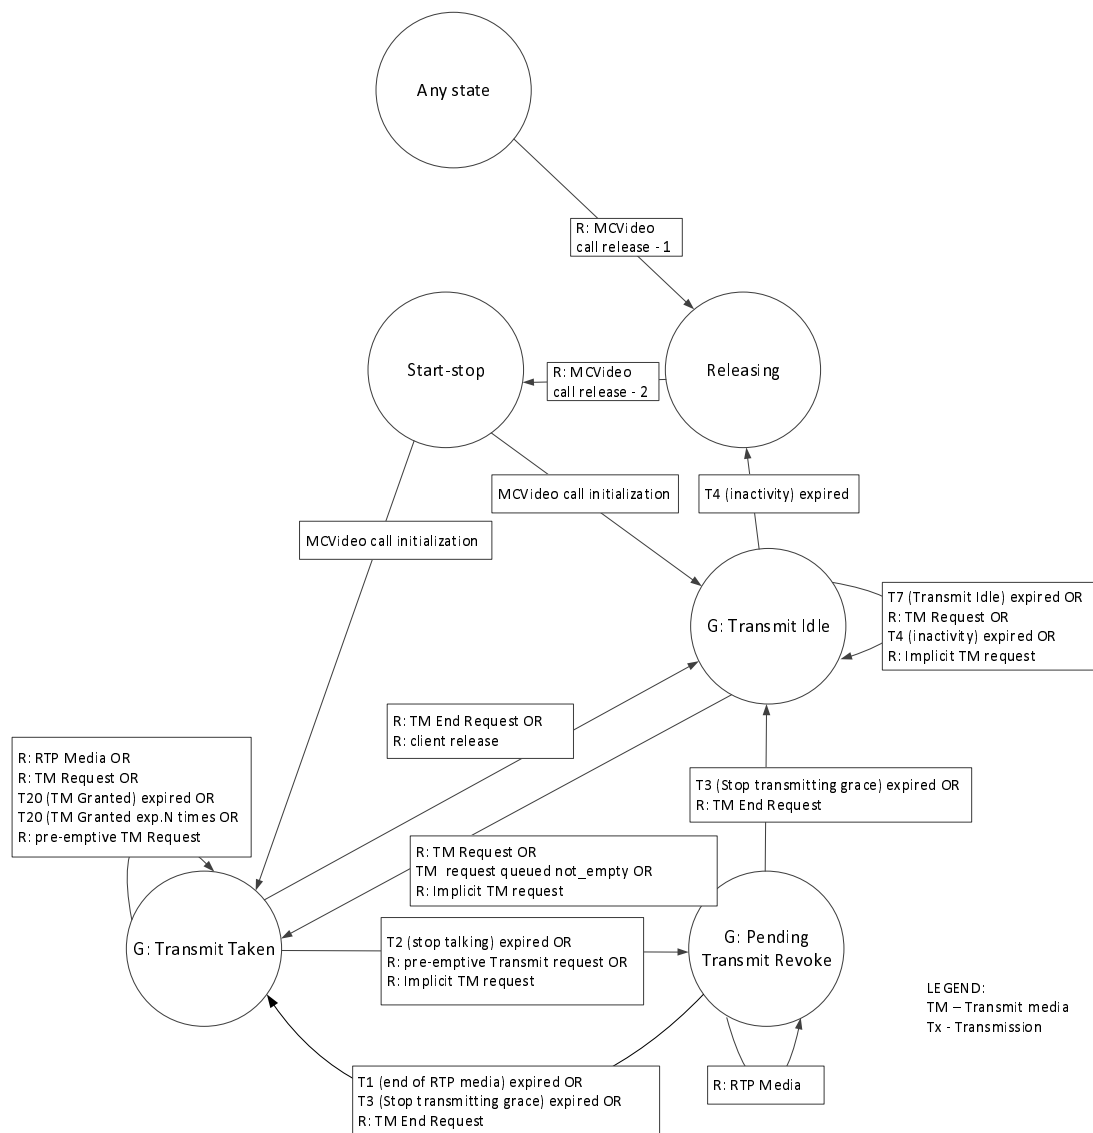 Any state
R: MCVideo
call release - 1
Start-stop
R: MCVideo
call release - 2
Releasing
MCVideo call initialization
T4 (inactivity) expired
MCVideo call initialization
G: Transmit Idle
T7 (Transmit Idle) expired OR
R: TM Request OR
T4 (inactivity) expired OR
R: Implicit TM request
R: TM End Request OR
R: client release
R: RTP Media OR
R: TM Request OR
T20 (TM Granted) expired OR
T20 (TM Granted exp.N times OR
R: pre-emptive TM Request
T3 (Stop transmitting grace) expired OR
R: TM End Request
R: TM Request OR
TM request queued not_empty OR
R: Implicit TM request
G: Transmit Taken
T2 (stop talking) expired OR
R: pre-emptive Transmit request OR
R: Implicit TM request
G: Pending
Transmit Revoke
LEGEND:
TM – Transmit media
Tx - Transmission
T1 (end of RTP media) expired OR
T3 (Stop transmitting grace) expired OR
R: TM End Request
R: RTP Media